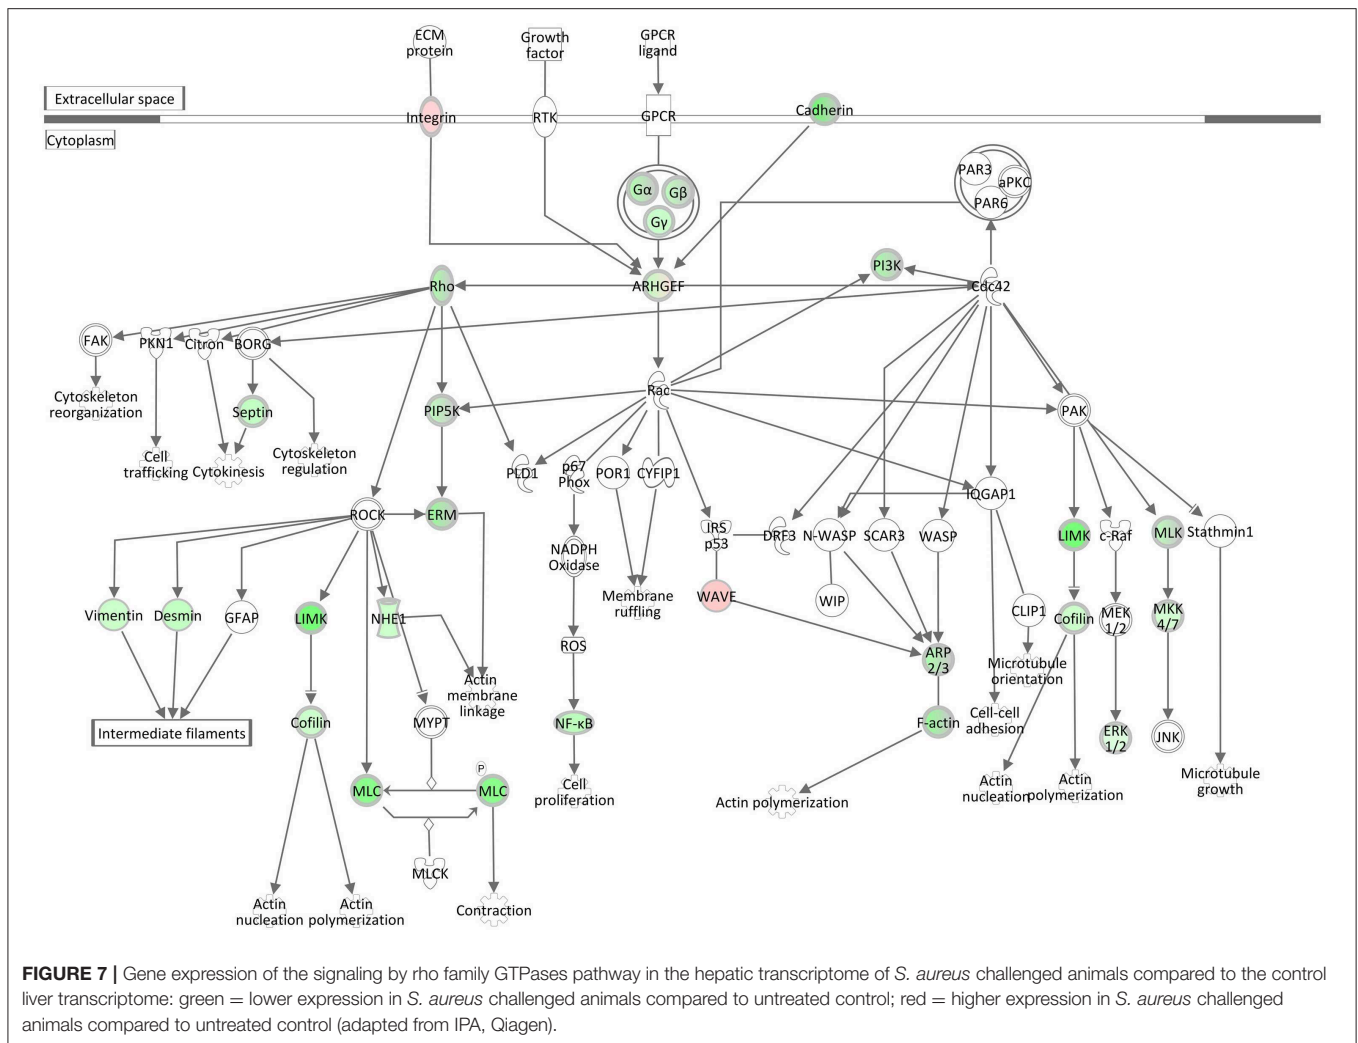 ECM
protein
Growth
factor
GPCR
ligand
Extracellular space
Integrin
RTK
GPCR
Cadherin
Cytoplasm
PAR3
aPKC
PAR6
Gα
Gβ
Gγ
PI3K
Rho
ARHGEF
Cdc42
FAK
PKN1
Citron
BORG
Rac
Cytoskeleton
reorganization
Septin
PIP5K
PAK
Cell
trafficking
Cytokinesis
Cytoskeleton
regulation
PLD1
p67
Phox
POR1
CYFIP1
IQGAP1
ROCK
ERM
IRS
p53
DRF3
N-WASP
SCAR3
WASP
LIMK
c-Raf
MLK
Stathmin1
NADPH
Oxidase
Vimentin
Desmin
GFAP
LIMK
NHE1
Membrane
ruffling
WAVE
WIP
CLIP1
Cofilin
MEK
1/2
MKK
4/7
ROS
ARP
2/3
Microtubule
orientation
Actin
membrane
linkage
Intermediate filaments
Cofilin
MYPT
NF-κB
F-actin
Cell-cell
adhesion
ERK
1/2
JNK
P
MLC
MLC
Cell
proliferation
Actin polymerization
Actin
nucleation
Actin
polymerization
Microtubule
growth
MLCK
Actin
nucleation
Actin
polymerization
Contraction
FIGURE 7 | Gene expression of the signaling by rho family GTPases pathway in the hepatic transcriptome of S. aureus challenged animals compared to the control
liver transcriptome: green = lower expression in S. aureus challenged animals compared to untreated control; red = higher expression in S. aureus challenged
animals compared to untreated control (adapted from IPA, Qiagen).